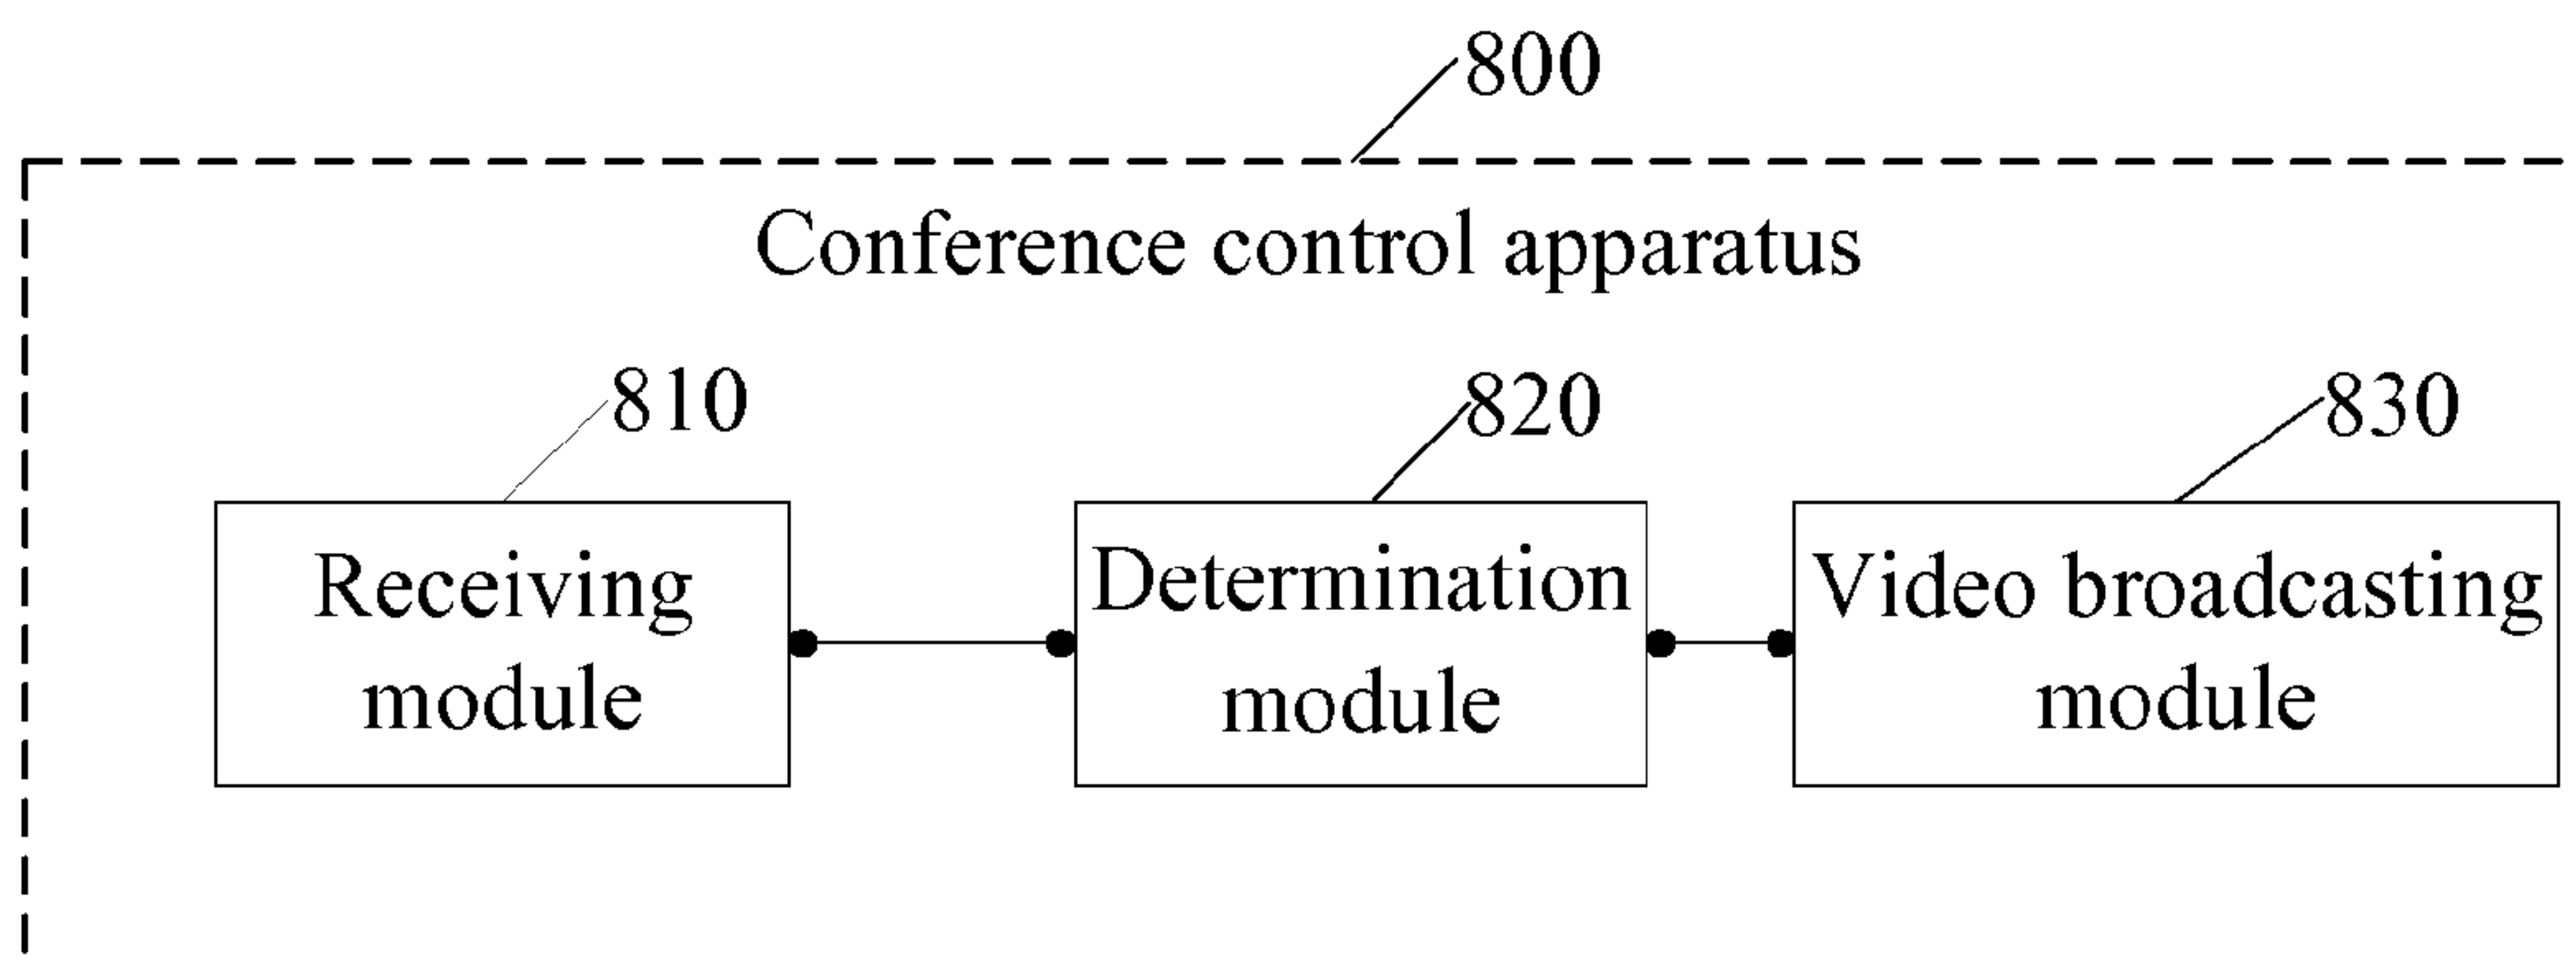 800
Conference control apparatus
810
820
830
Receiving
module
Determination
module
Video broadcasting
module